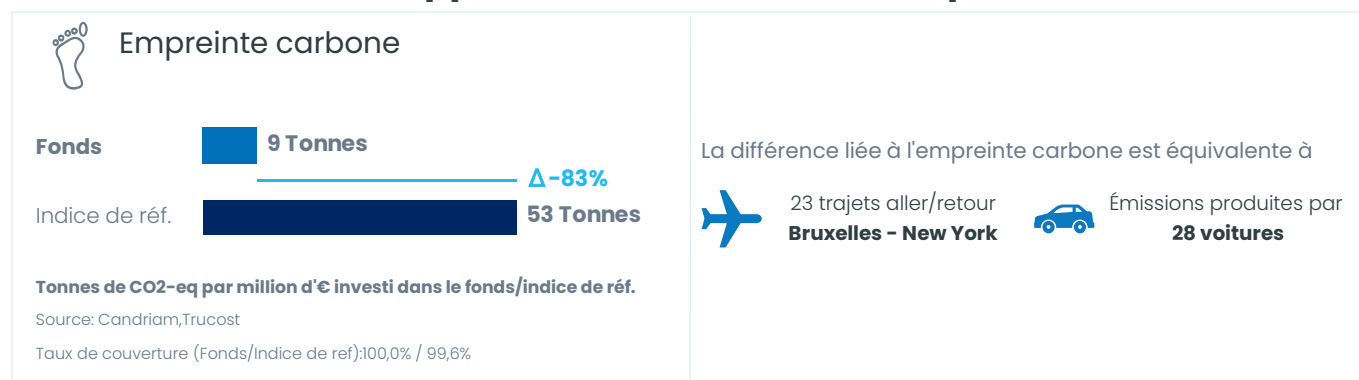 Empreinte carbone
Fonds
9 Tonnes
Δ-83%
Indice de réf.
53 Tonnes
Tonnes de CO2-eq par million d'€ investi dans le fonds/indice de réf.
Source: Candriam,Trucost
Taux de couverture (Fonds/Indice de ref):100,0% / 99,6%
La différence liée à l'empreinte carbone est équivalente à
23 trajets aller/retour
Bruxelles - New York
Émissions produites par
28 voitures